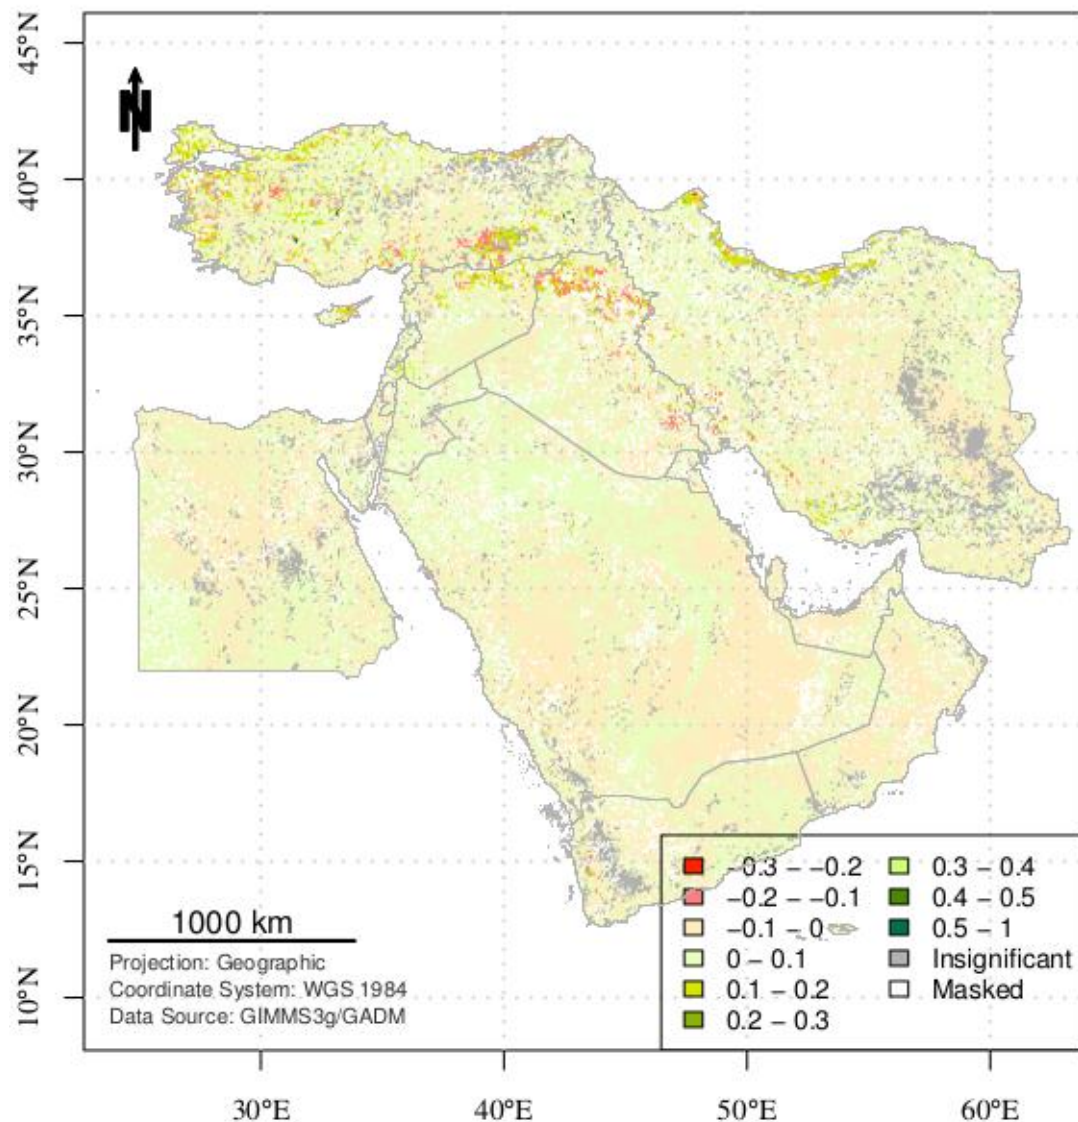 45°N
40°N
35°N
30°N
25°N
20°N
15°N
10°N
N
1000 km
Projection: Geographic
Coordinate System: WGS 1984
Data Source: GIMMS3g/GADM
−0.3 − −0.2
−0.2 − −0.1
−0.1 − 0
0 − 0.1
0.1 − 0.2
0.2 − 0.3
0.3 − 0.4
0.4 − 0.5
0.5 − 1
Insignificant
Masked
30°E 40°E 50°E 60°E